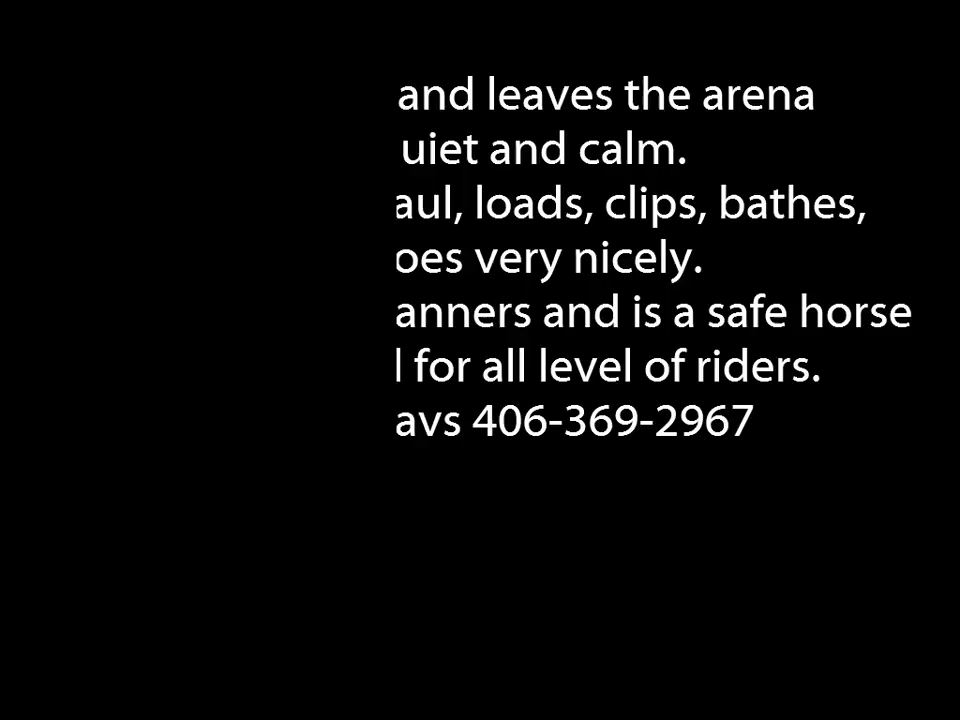 and leaves the arena
uiet and calm.
aul, loads, clips, bathes,
oes very nicely.
anners and is a safe horse
l for all level of riders.
avs 406-369-2967